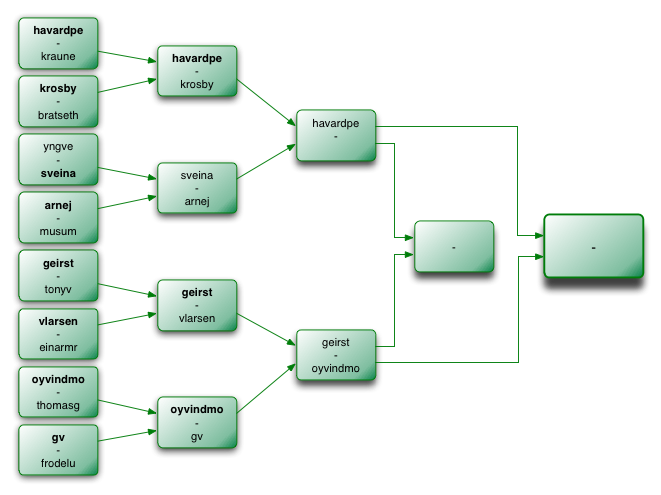 havardpe
-
kraune
krosby
-
bratseth
yngve
-
sveina
arnej
-
musum
geirst
-
tonyv
vlarsen
-
einarmr
oyvindmo
-
thomasg
gv
-
frodelu
havardpe
-
krosby
sveina
-
arnej
geirst
-
vlarsen
oyvindmo
-
gv
havardpe
-
geirst
-
oyvindmo
-
-